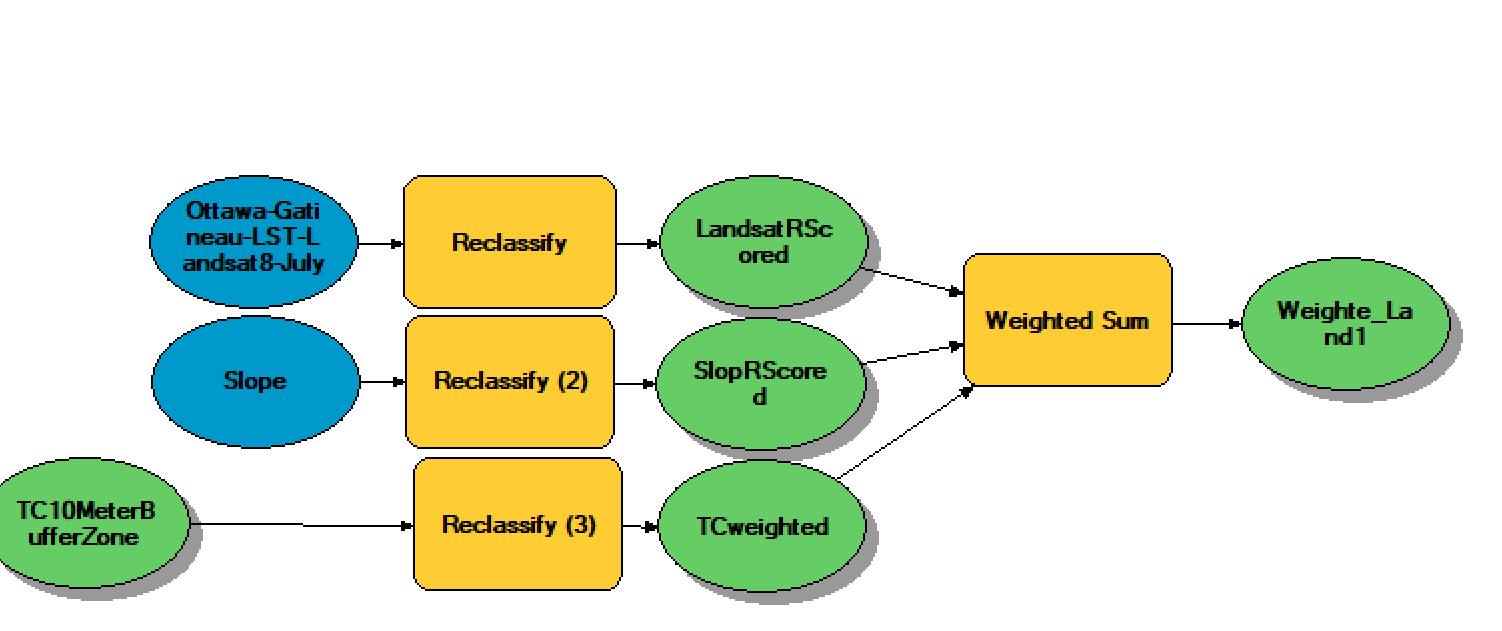 Ottawa-Gati
neau-LST-L
andsat8-July
Reclassify
LandsatRSc
ored
Weighted Sum
Weighte_La
nd1
Slope
Reclassify (2)
SlopRScore
d
TC10MeterB
ufferZone
Reclassify (3)
TCweighted